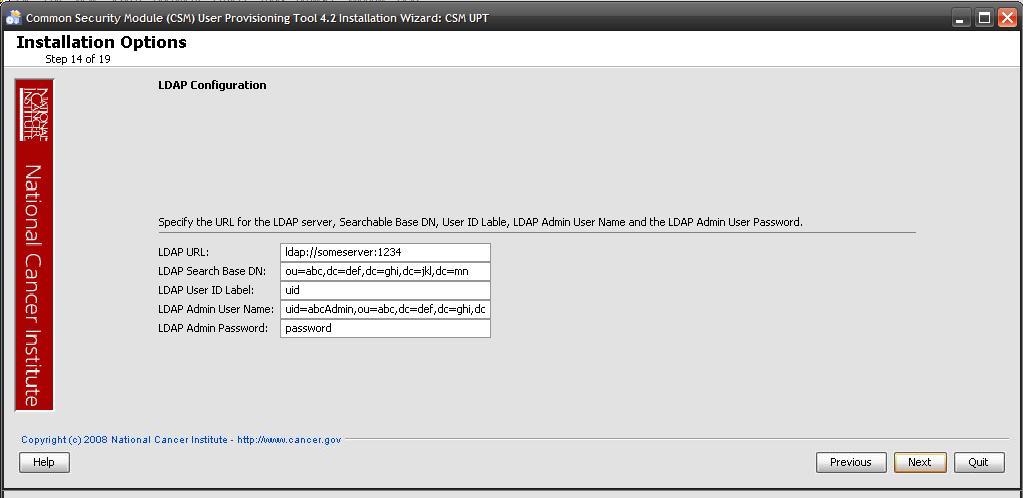 Common Security Module (CSM) User Provisioning Tool 4.2 Installation Wizard: CSM UPT
Installation Options
Step 14 of 19
NATIONAL
CANCER
INSTITUTE
National Cancer Institute
LDAP Configuration
Specify the URL for the LDAP server, Searchable Base DN, User ID Lable, LDAP Admin User Name and the LDAP Admin User Password.
LDAP URL: ldap://someserver:1234
LDAP Search Base DN: ou=abc,dc=def,dc=ghi,dc=jkl,dc=mn
LDAP User ID Label: uid
LDAP Admin User Name: uid=abcAdmin,ou=abc,dc=def,dc=ghi,dc
LDAP Admin Password: password
Copyright (c) 2008 National Cancer Institute - http://www.cancer.gov
Help Previous Next Quit